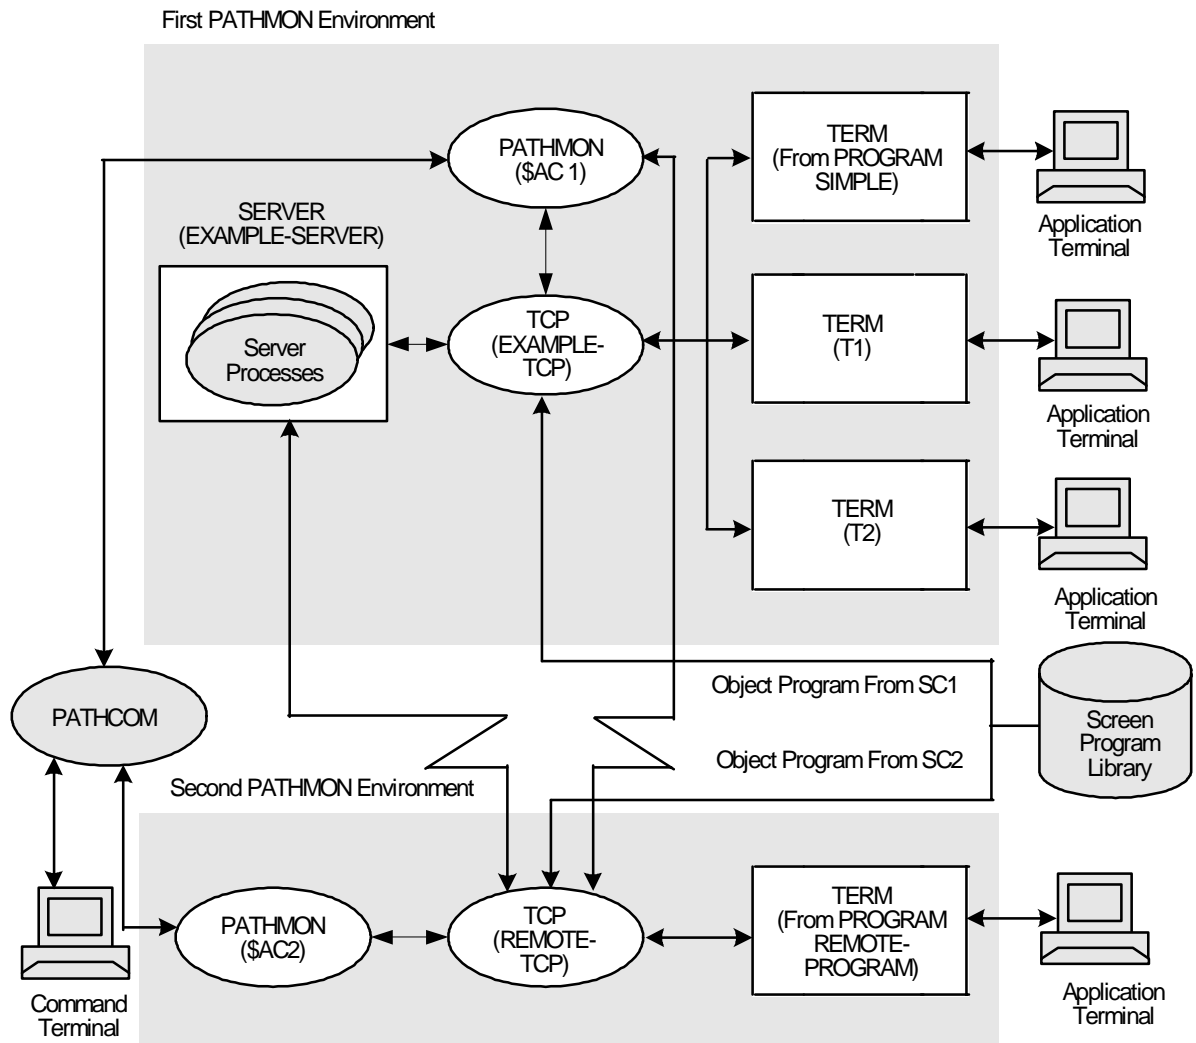 First PATHMON Environment
PATHMON
($AC 1)
TERM
(From PROGRAM
SIMPLE)
Application
Terminal
SERVER
(EXAMPLE-SERVER)
Server
Processes
TCP
(EXAMPLE-
TCP)
TERM
(T1)
Application
Terminal
TERM
(T2)
Application
Terminal
PATHCOM
Object Program From SC1
Object Program From SC2
Screen
Program
Library
Second PATHMON Environment
Command
Terminal
PATHMON
($AC2)
TCP
(REMOTE-
TCP)
TERM
(From PROGRAM
REMOTE-
PROGRAM)
Application
Terminal